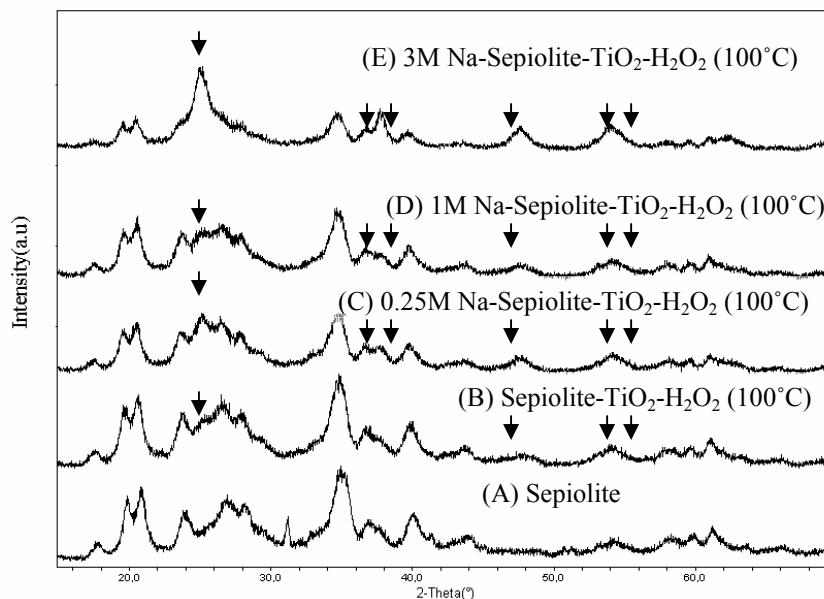 (E) 3M Na-Sepiolite-TiO₂-H₂O₂ (100˚C)
(D) 1M Na-Sepiolite-TiO₂-H₂O₂ (100˚C)
(C) 0.25M Na-Sepiolite-TiO₂-H₂O₂ (100˚C)
(B) Sepiolite-TiO₂-H₂O₂ (100˚C)
(A) Sepiolite
Intensity(a.u)
20,0 30,0 40,0 50,0 60,0
2-Theta(°)